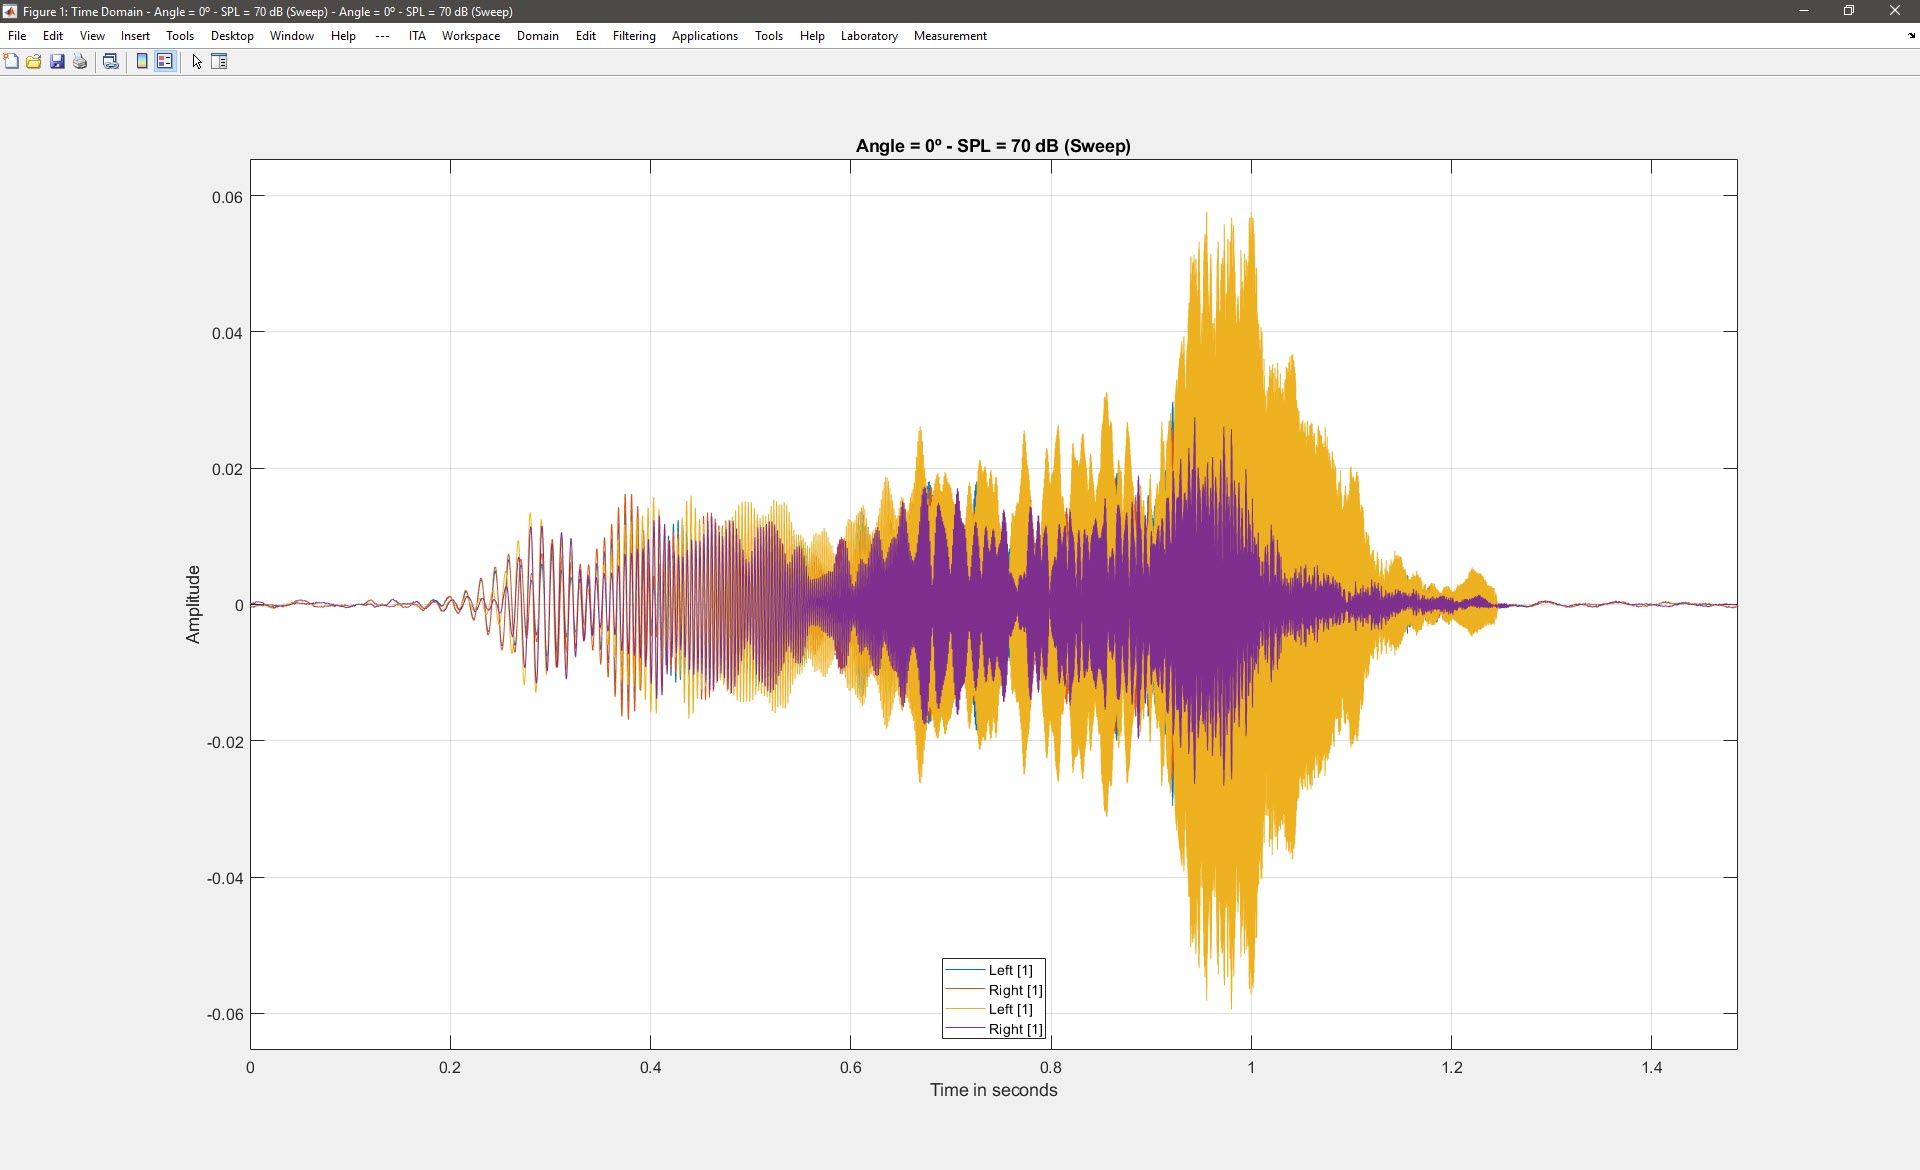 Figure 1: Time Domain - Angle = 0º - SPL = 70 dB (Sweep) - Angle = 0º - SPL = 70 dB (Sweep)
File Edit View Insert Tools Desktop Window Help --- ITA Workspace Domain Edit Filtering Applications Tools Help Laboratory Measurement
Angle = 0º - SPL = 70 dB (Sweep)
0.06
0.04
0.02
0
-0.02
-0.04
-0.06
Amplitude
Left [1]
Right [1]
Left [1]
Right [1]
0 0.2 0.4 0.6 0.8 1 1.2 1.4
Time in seconds